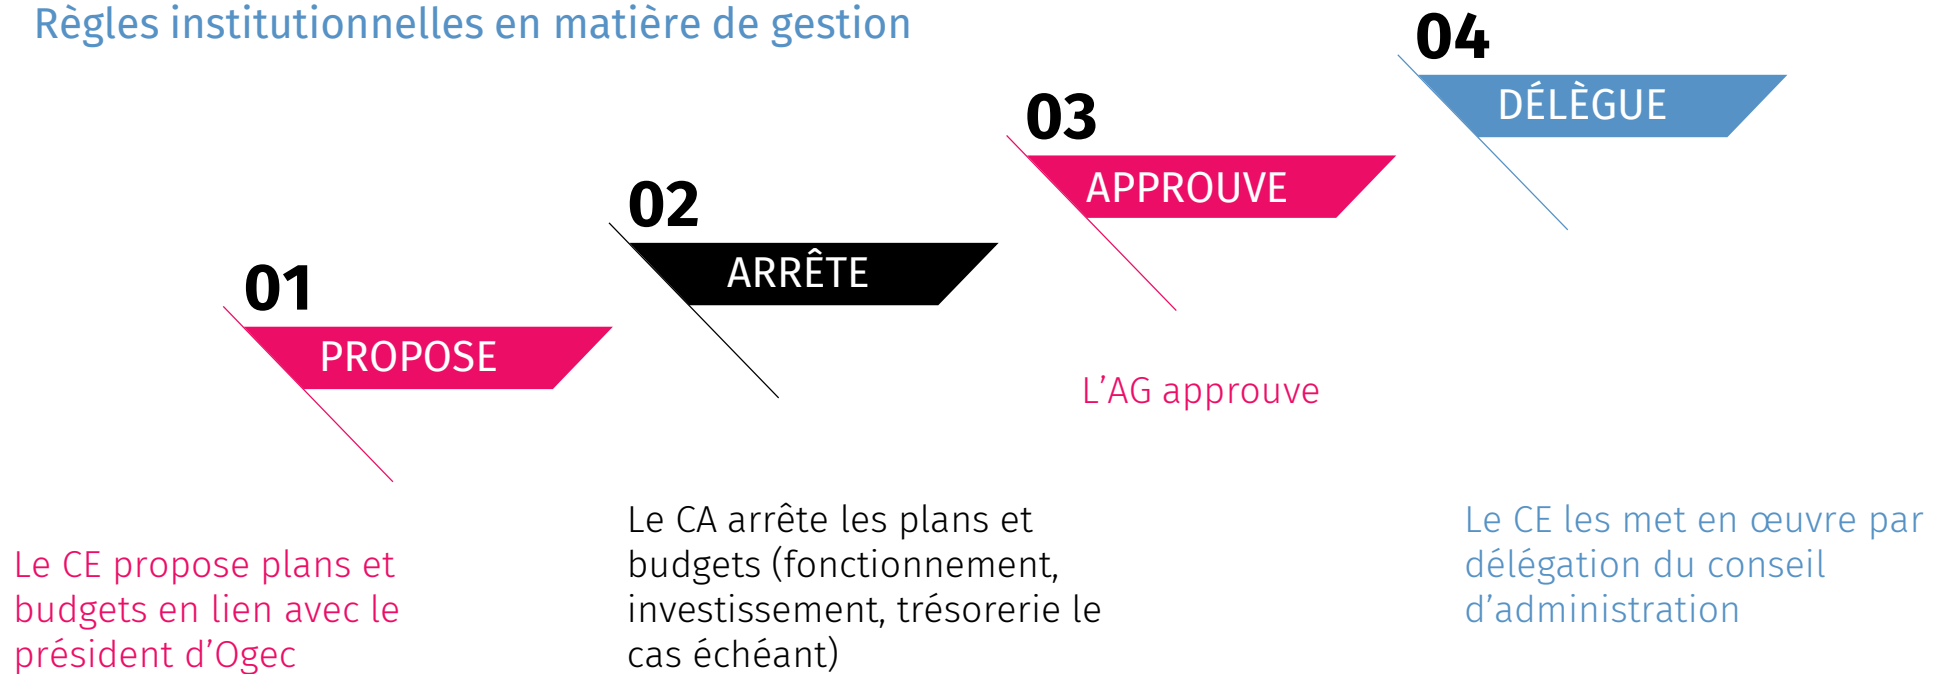 Règles institutionnelles en matière de gestion
01
PROPOSE
Le CE propose plans et
budgets en lien avec le
président d’Ogec
02
ARRÊTE
Le CA arrête les plans et
budgets (fonctionnement,
investissement, trésorerie le
cas échéant)
03
APPROUVE
L’AG approuve
04
DÉLÈGUE
Le CE les met en œuvre par
délégation du conseil
d’administration